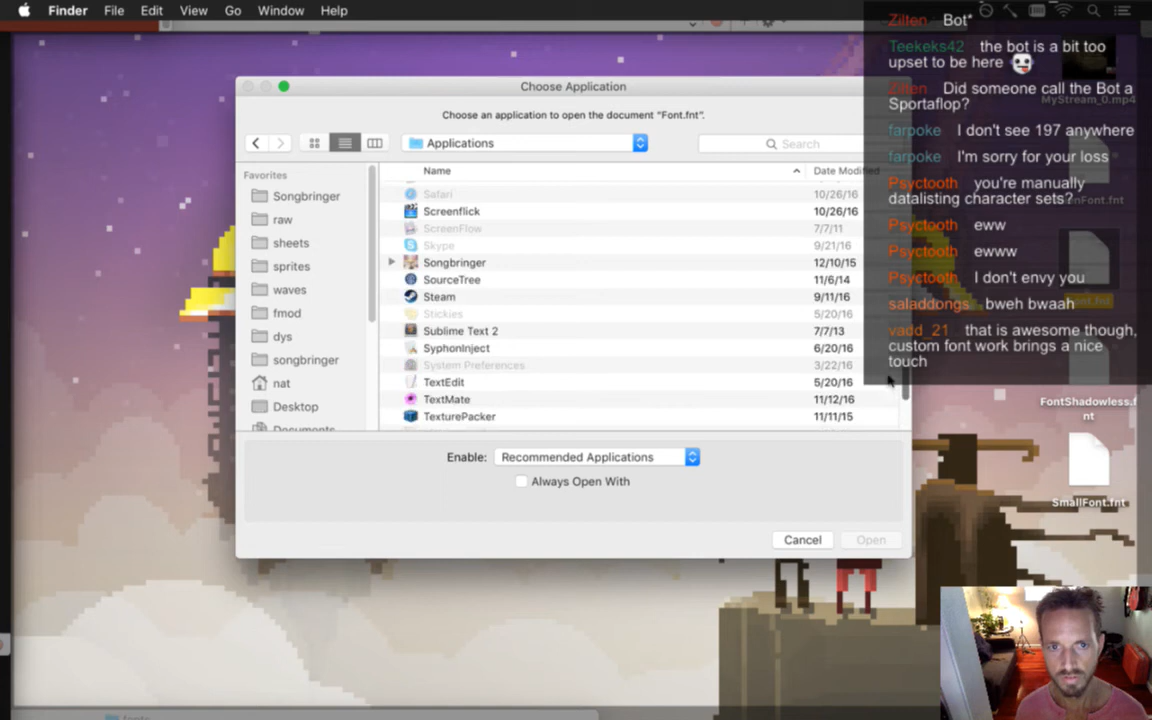 Finder File Edit View Go Window Help
Choose Application
Choose an application to open the document “Font.fnt”.
Applications
Search
Favorites
Songbringer
raw
sheets
sprites
waves
fmod
dys
songbringer
nat
Desktop
Documents
Name Date Modified
Safari 10/26/16
Screenflick 10/26/16
ScreenFlow 7/7/11
Skype 9/21/16
Songbringer 12/10/15
SourceTree 11/6/14
Steam 9/11/16
Stickies 5/20/16
Sublime Text 2 7/7/13
SyphonInject 6/20/16
System Preferences 3/22/16
TextEdit 5/20/16
TextMate 11/12/16
TexturePacker 11/11/15
Enable: Recommended Applications
Always Open With
Cancel Open
Zilten Bot*
Teekeks42 the bot is a bit too
upset to be here
Zilten Did someone call the Bot a
Sportaflop?
farpoke I don't see 197 anywhere
farpoke I'm sorry for your loss
Psyctooth you're manually
datalisting character sets?
Psyctooth eww
Psyctooth ewww
Psyctooth I don't envy you
saladdongs bweh bwaah
vadd_21 that is awesome though,
custom font work brings a nice
touch
MyStream_0.mp4
FontShadowless.f
nt
SmallFont.fnt